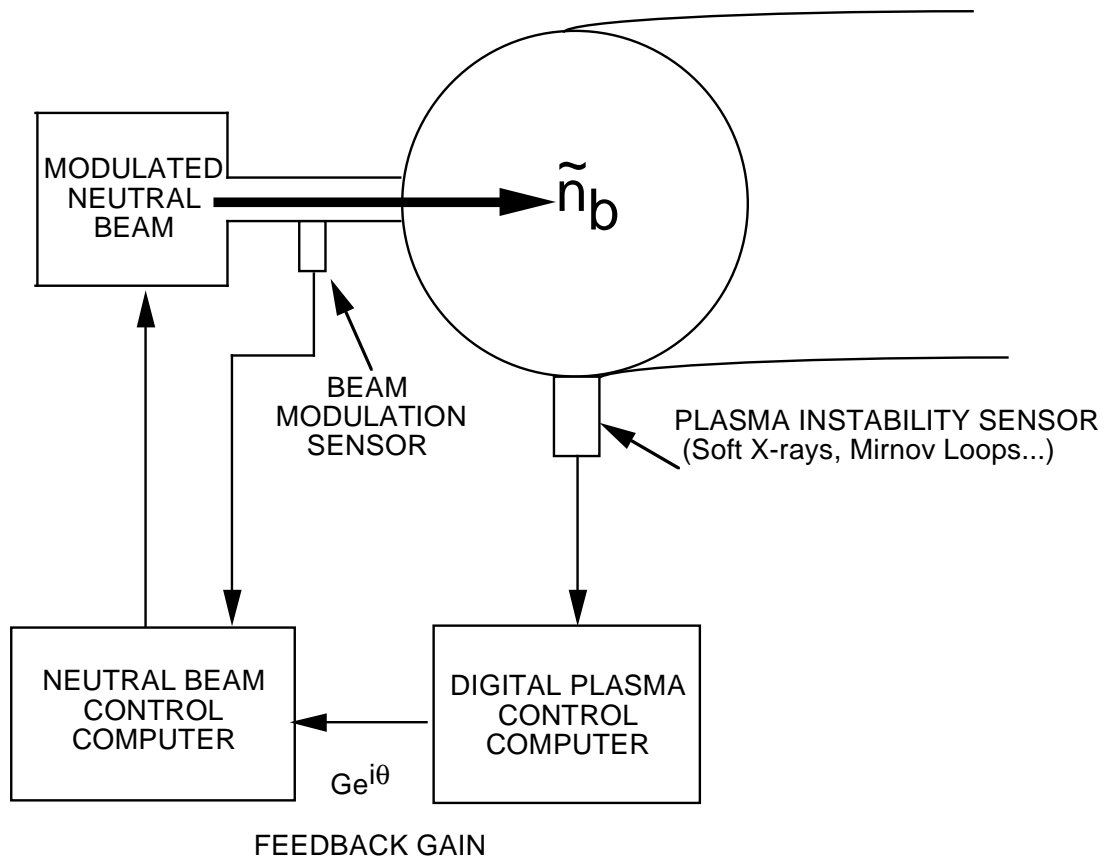 MODULATED
NEUTRAL
BEAM
ñb
BEAM
MODULATION
SENSOR
PLASMA INSTABILITY SENSOR
(Soft X-rays, Mirnov Loops...)
NEUTRAL BEAM
CONTROL
COMPUTER
DIGITAL PLASMA
CONTROL
COMPUTER
Ge^iθ
FEEDBACK GAIN